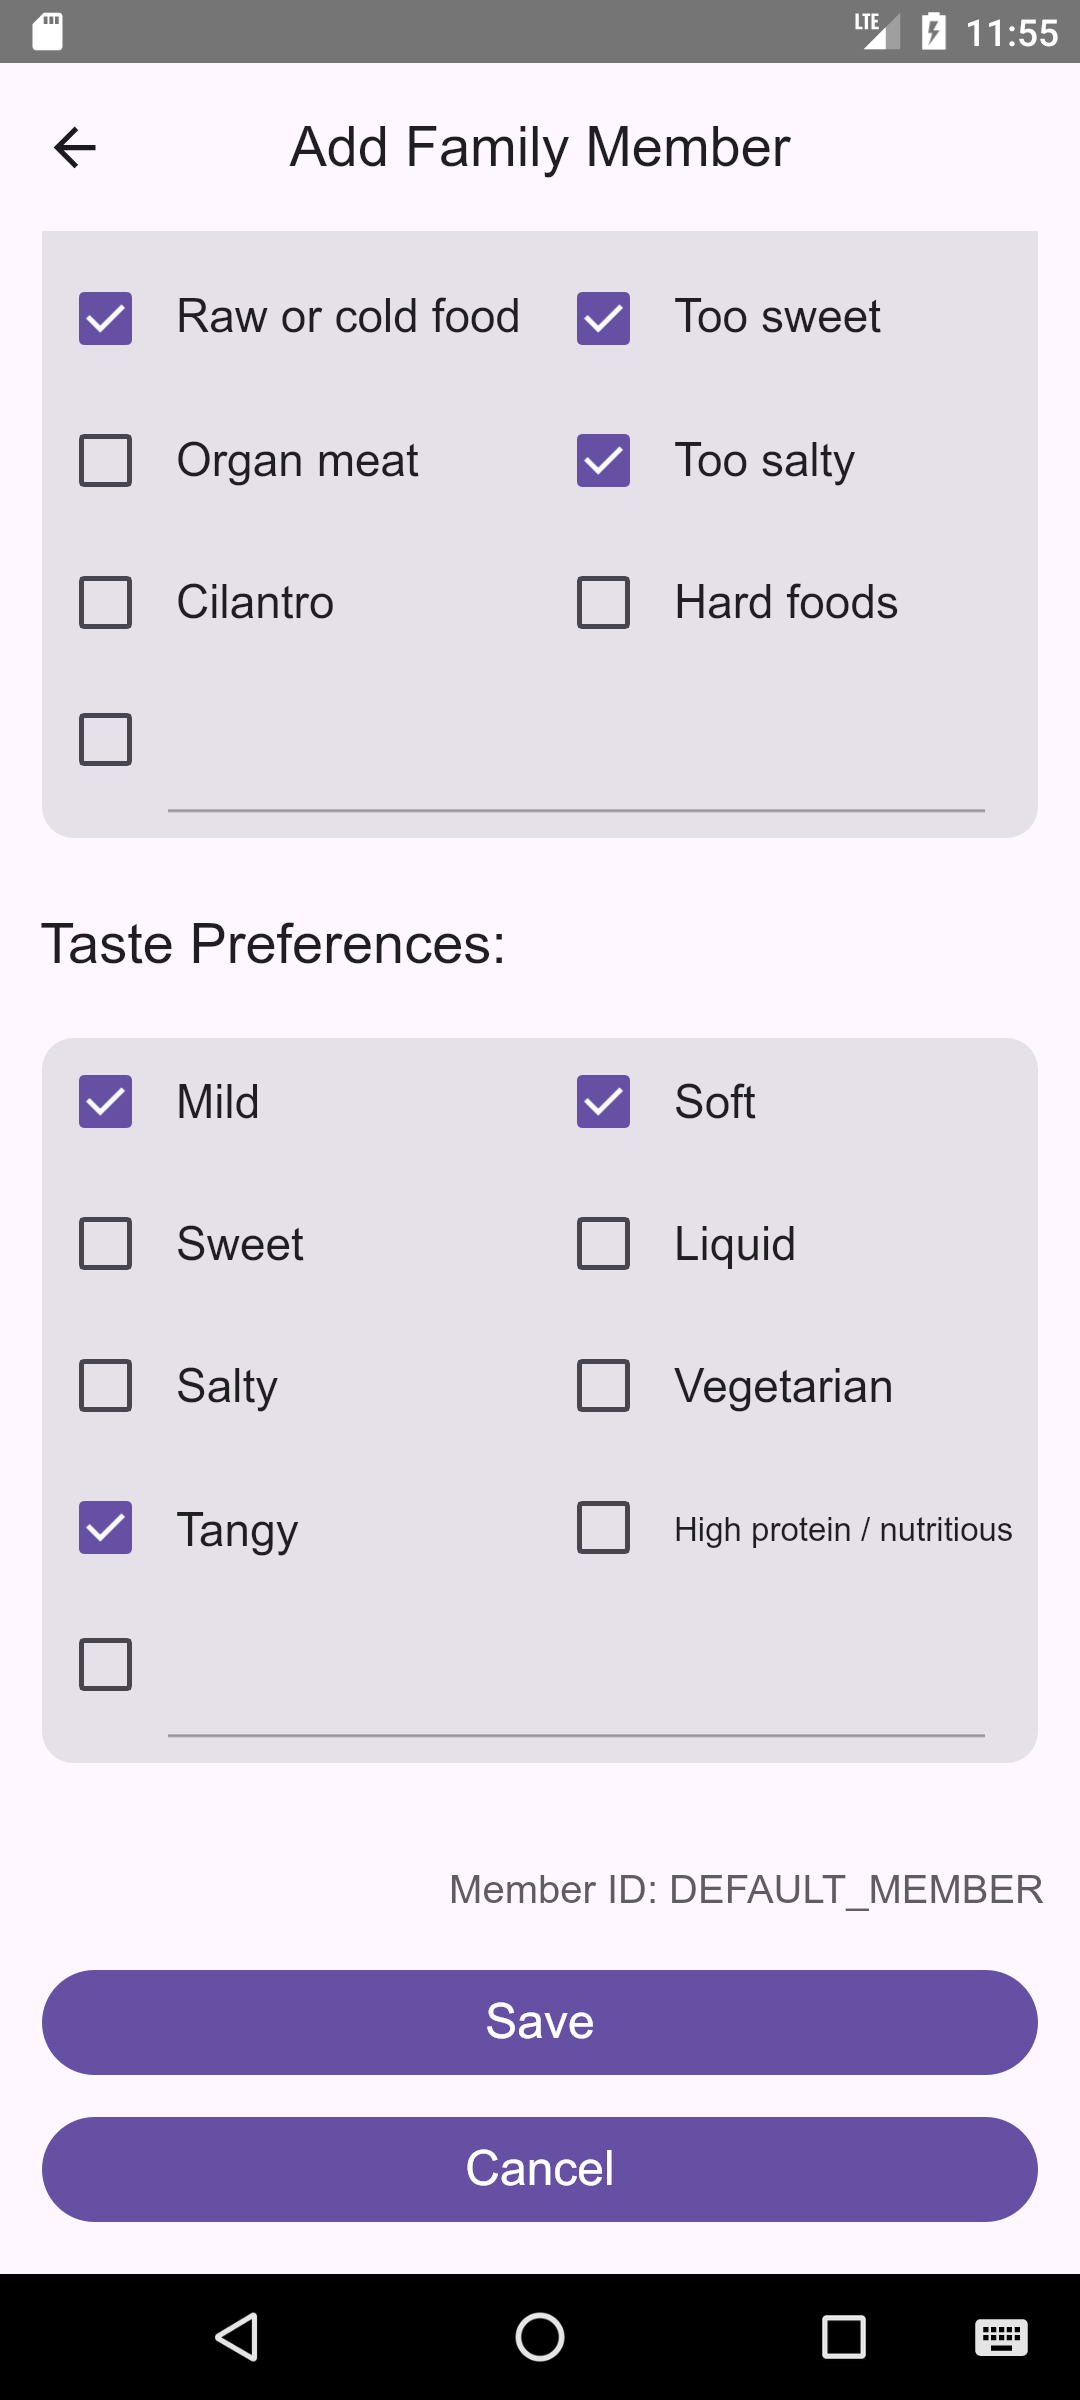 LTE 11:55
Add Family Member
Raw or cold food Too sweet
Organ meat Too salty
Cilantro Hard foods
Taste Preferences:
Mild Soft
Sweet Liquid
Salty Vegetarian
Tangy High protein / nutritious
Member ID: DEFAULT_MEMBER
Save
Cancel